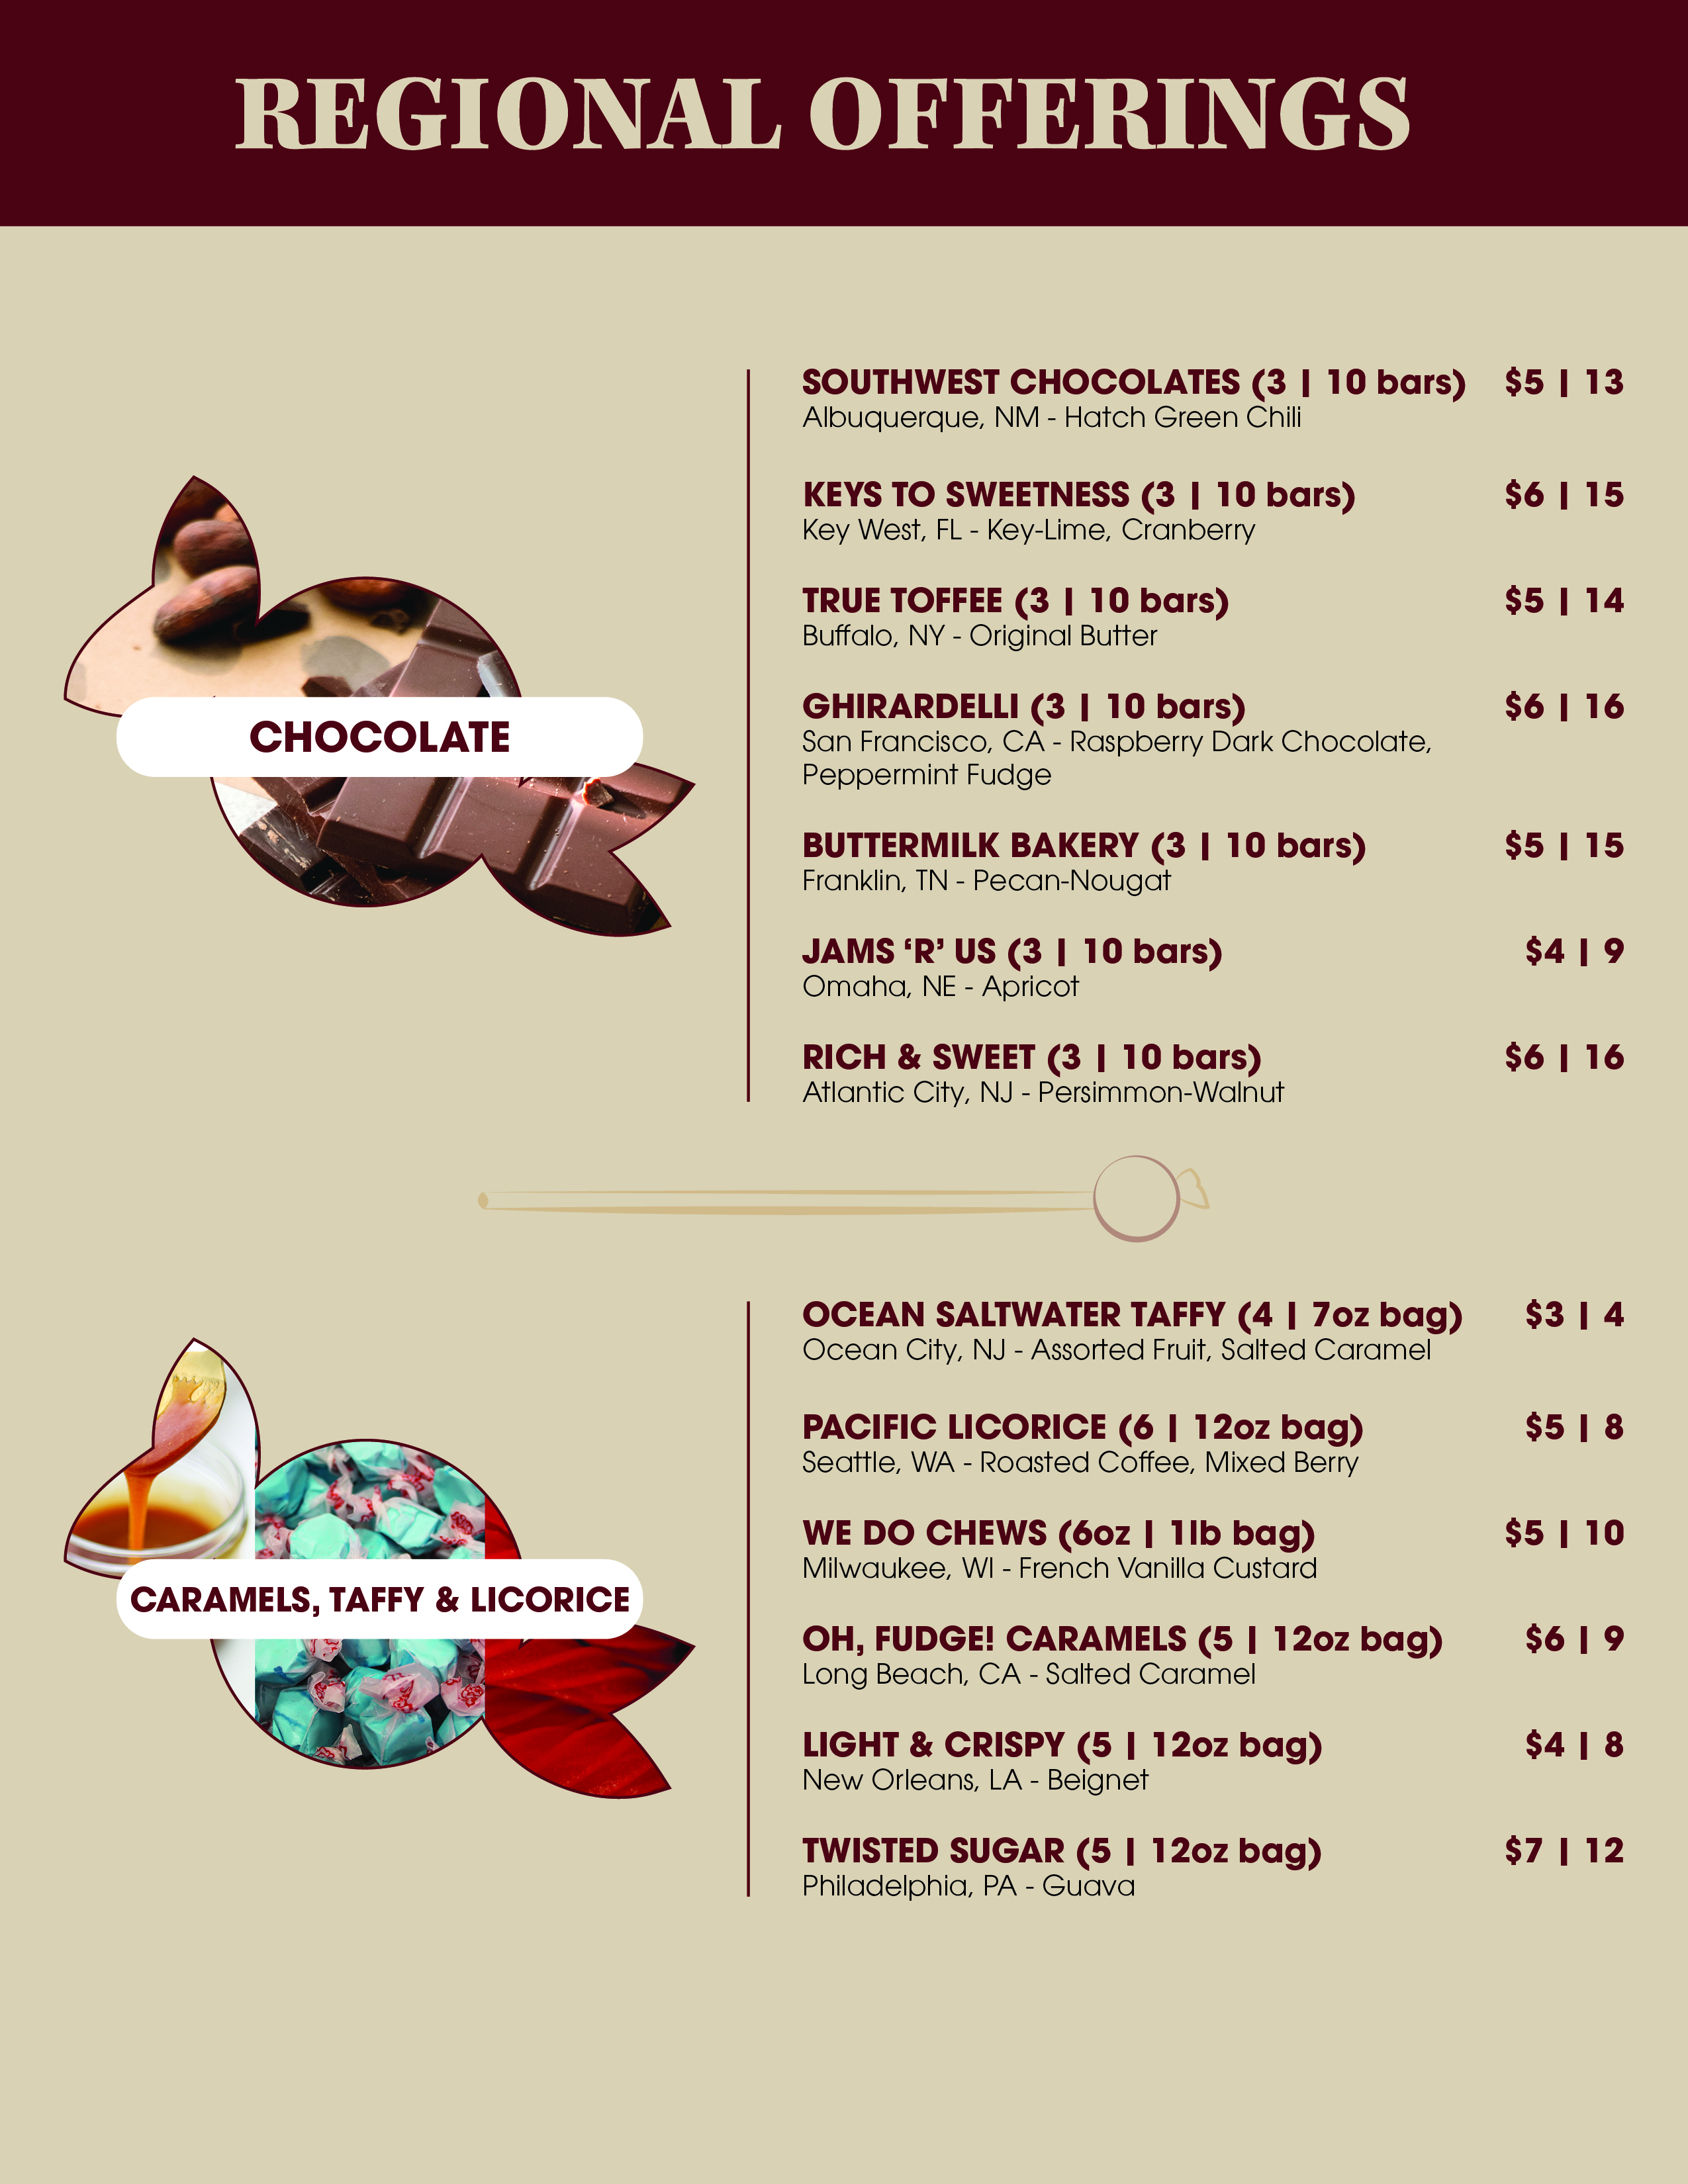 REGIONAL OFFERINGS
CHOCOLATE
SOUTHWEST CHOCOLATES (3 | 10 bars) $5 | 13
Albuquerque, NM - Hatch Green Chili
KEYS TO SWEETNESS (3 | 10 bars) $6 | 15
Key West, FL - Key-Lime, Cranberry
TRUE TOFFEE (3 | 10 bars) $5 | 14
Buffalo, NY - Original Butter
GHIRARDELLI (3 | 10 bars) $6 | 16
San Francisco, CA - Raspberry Dark Chocolate,
Peppermint Fudge
BUTTERMILK BAKERY (3 | 10 bars) $5 | 15
Franklin, TN - Pecan-Nougat
JAMS ‘R’ US (3 | 10 bars) $4 | 9
Omaha, NE - Apricot
RICH & SWEET (3 | 10 bars) $6 | 16
Atlantic City, NJ - Persimmon-Walnut
CARAMELS, TAFFY & LICORICE
OCEAN SALTWATER TAFFY (4 | 7oz bag) $3 | 4
Ocean City, NJ - Assorted Fruit, Salted Caramel
PACIFIC LICORICE (6 | 12oz bag) $5 | 8
Seattle, WA - Roasted Coffee, Mixed Berry
WE DO CHEWS (6oz | 1lb bag) $5 | 10
Milwaukee, WI - French Vanilla Custard
OH, FUDGE! CARAMELS (5 | 12oz bag) $6 | 9
Long Beach, CA - Salted Caramel
LIGHT & CRISPY (5 | 12oz bag) $4 | 8
New Orleans, LA - Beignet
TWISTED SUGAR (5 | 12oz bag) $7 | 12
Philadelphia, PA - Guava